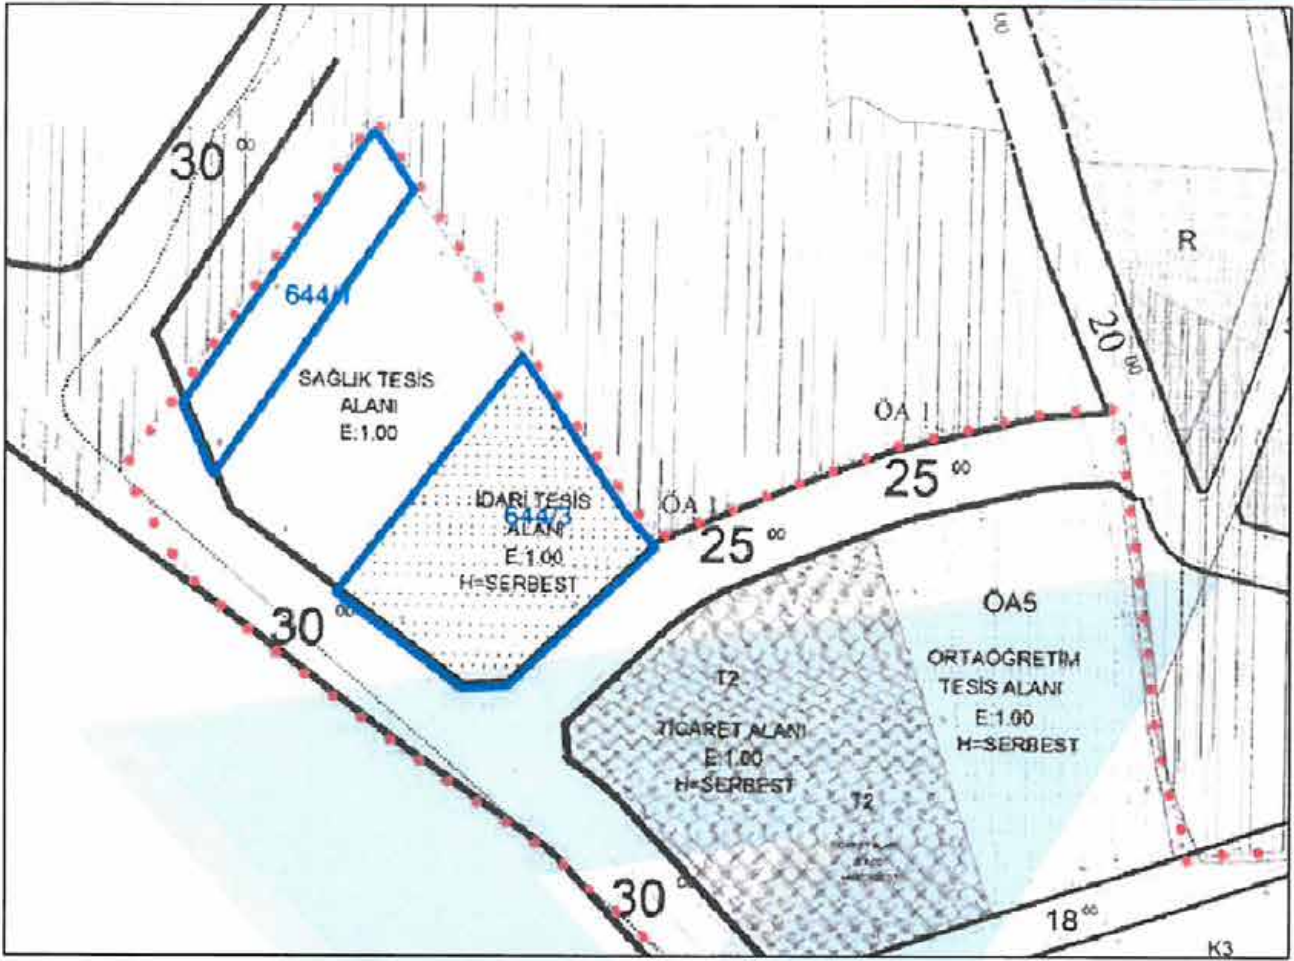 30 00
R
644/1
20 00
SAĞLIK TESİS
ALANI
E:1.00
ÖA 1
25 00
İDARİ TESİS
644/3
ALANI
E:1.00
H=SERBEST
ÖA 1
25 00
30 00
ÖA5
ORTAÖĞRETİM
TESİS ALANI
E:1.00
H=SERBEST
T2
TİCARET ALANI
E:1.00
H=SERBEST
T2
30
18 00
K3